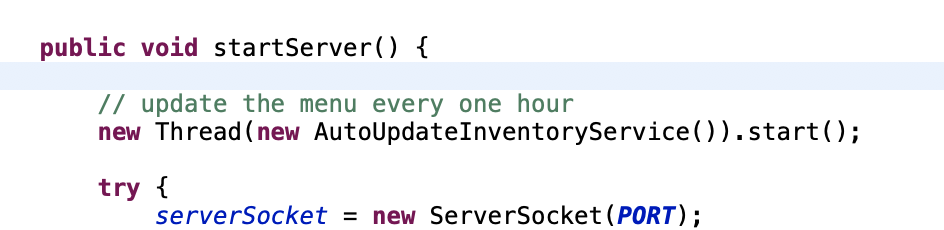 public void startServer() {
// update the menu every one hour
new Thread(new AutoUpdateInventoryService()).start();
try {
serverSocket = new ServerSocket(PORT);